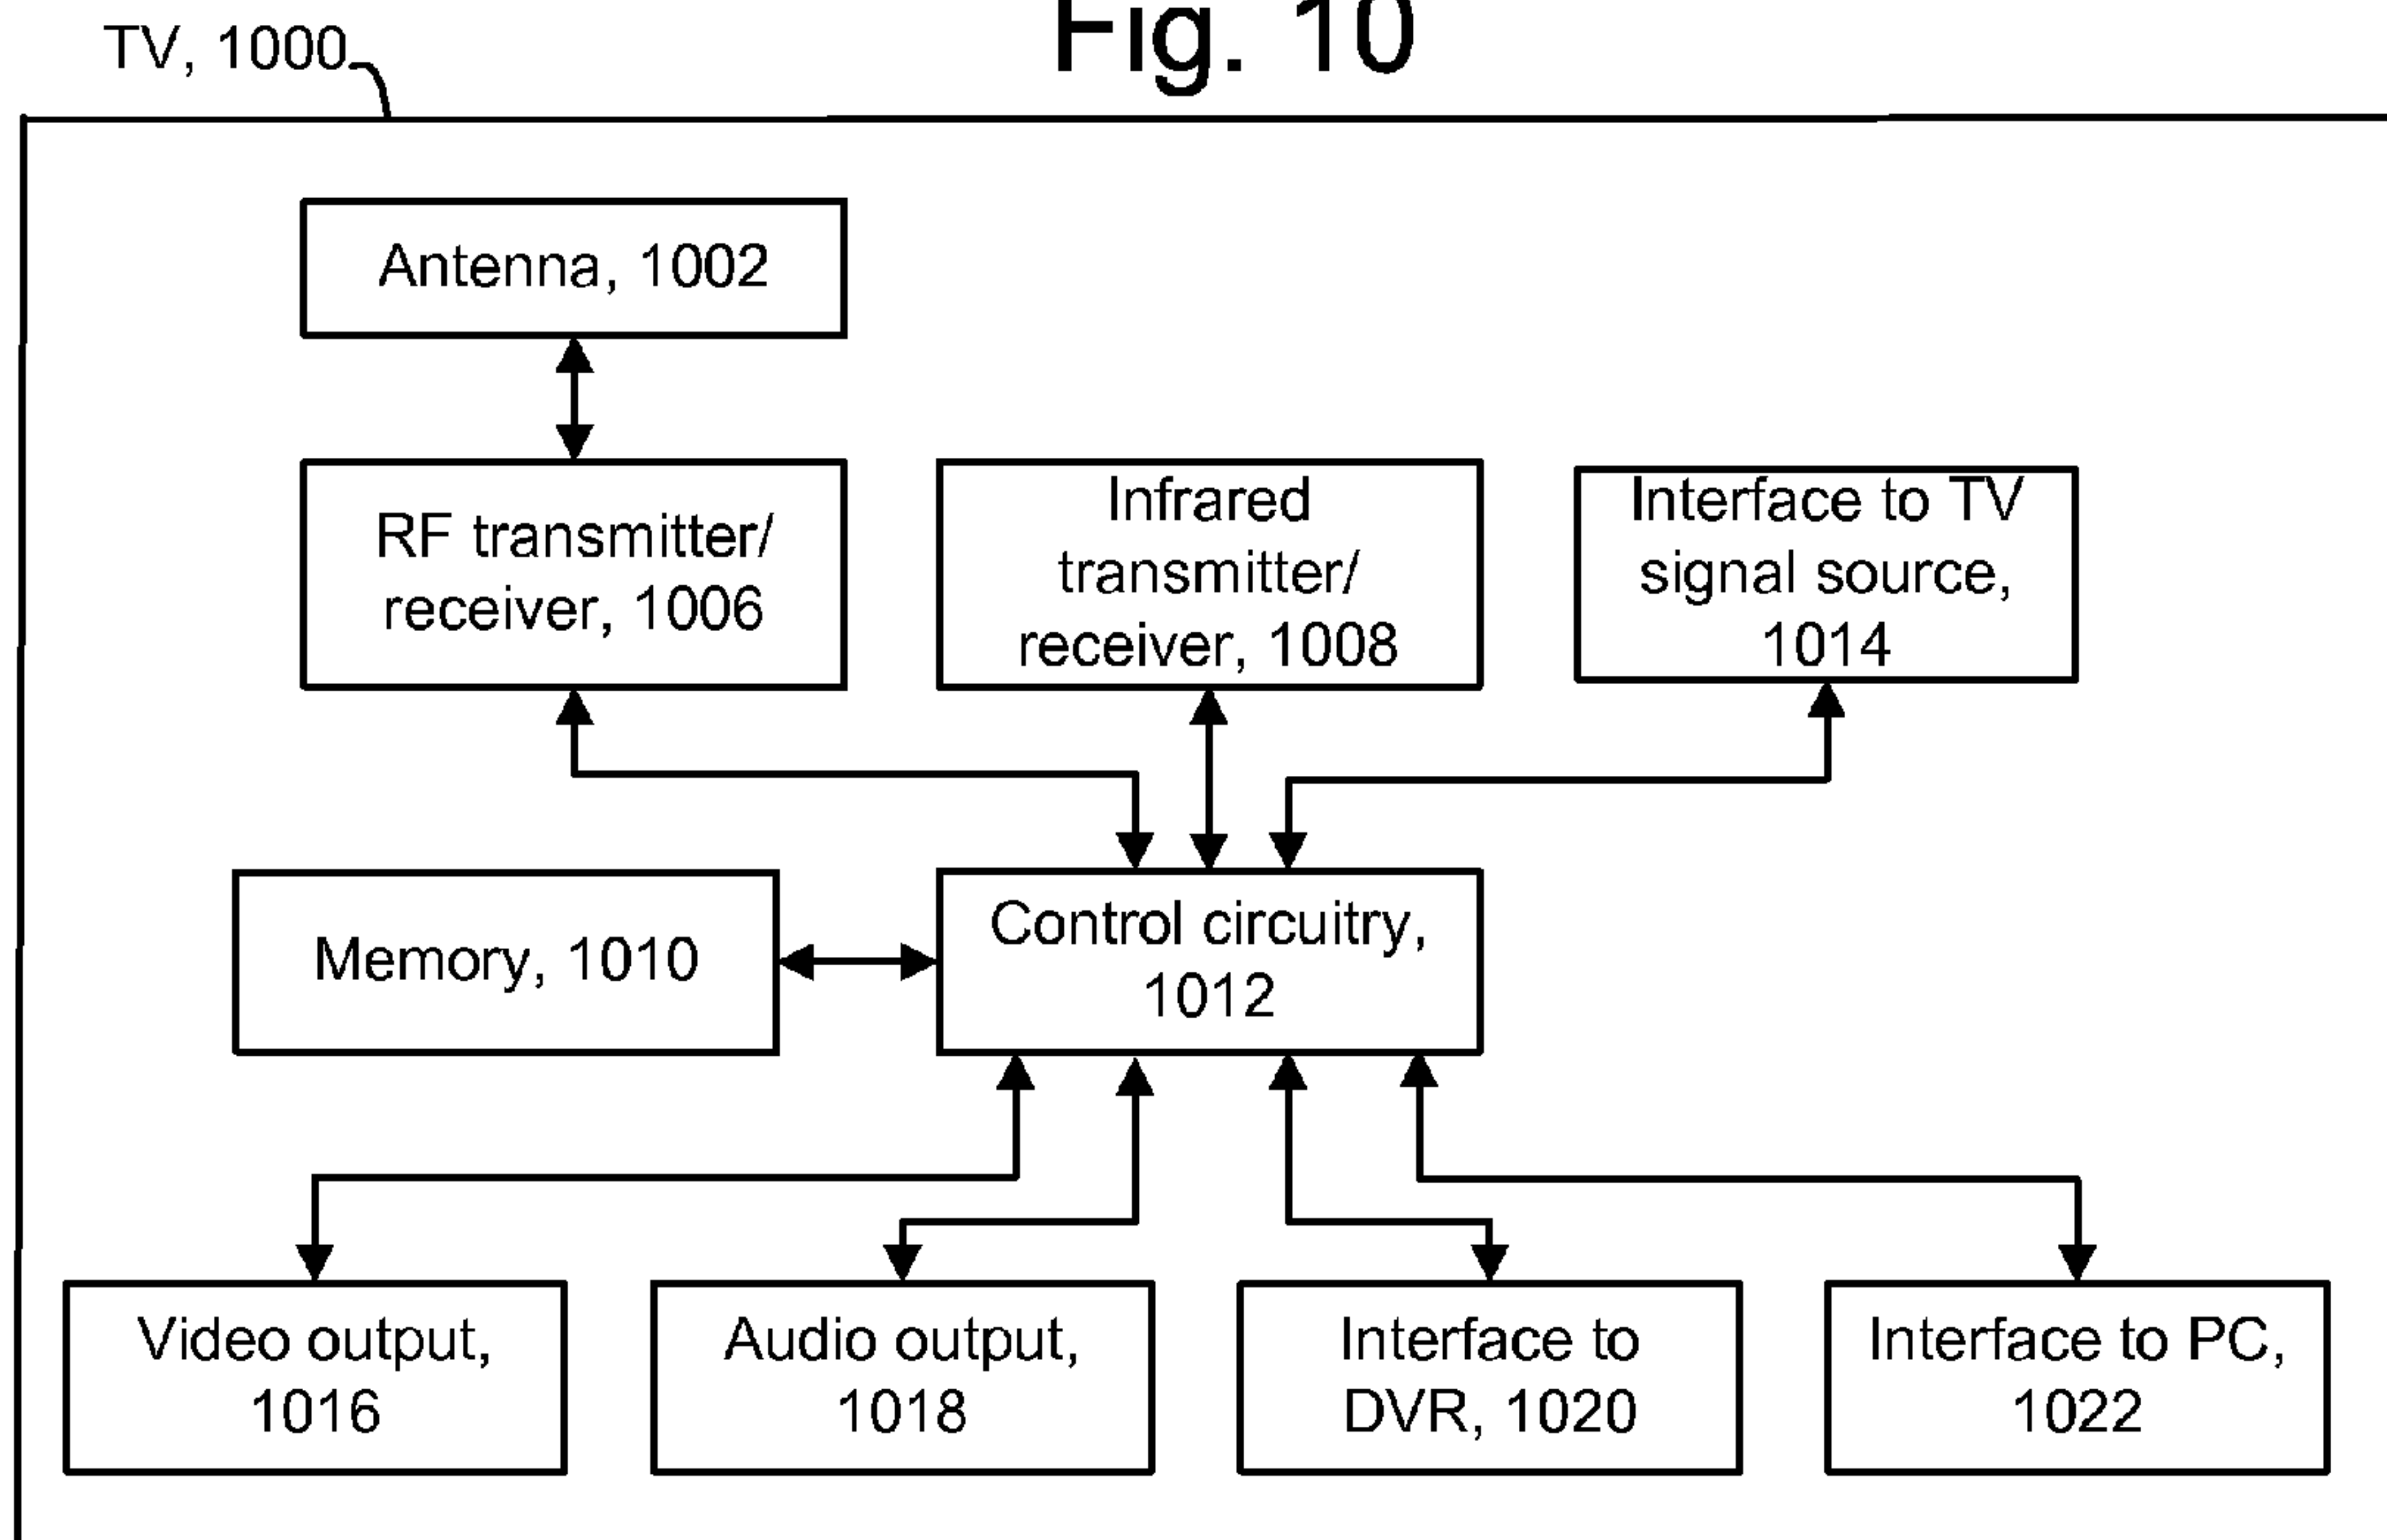 Fig. 10
TV, 1000
Antenna, 1002
RF transmitter/
receiver, 1006
Infrared
transmitter/
receiver, 1008
Interface to TV
signal source,
1014
Memory, 1010
Control circuitry,
1012
Video output,
1016
Audio output,
1018
Interface to
DVR, 1020
Interface to PC,
1022